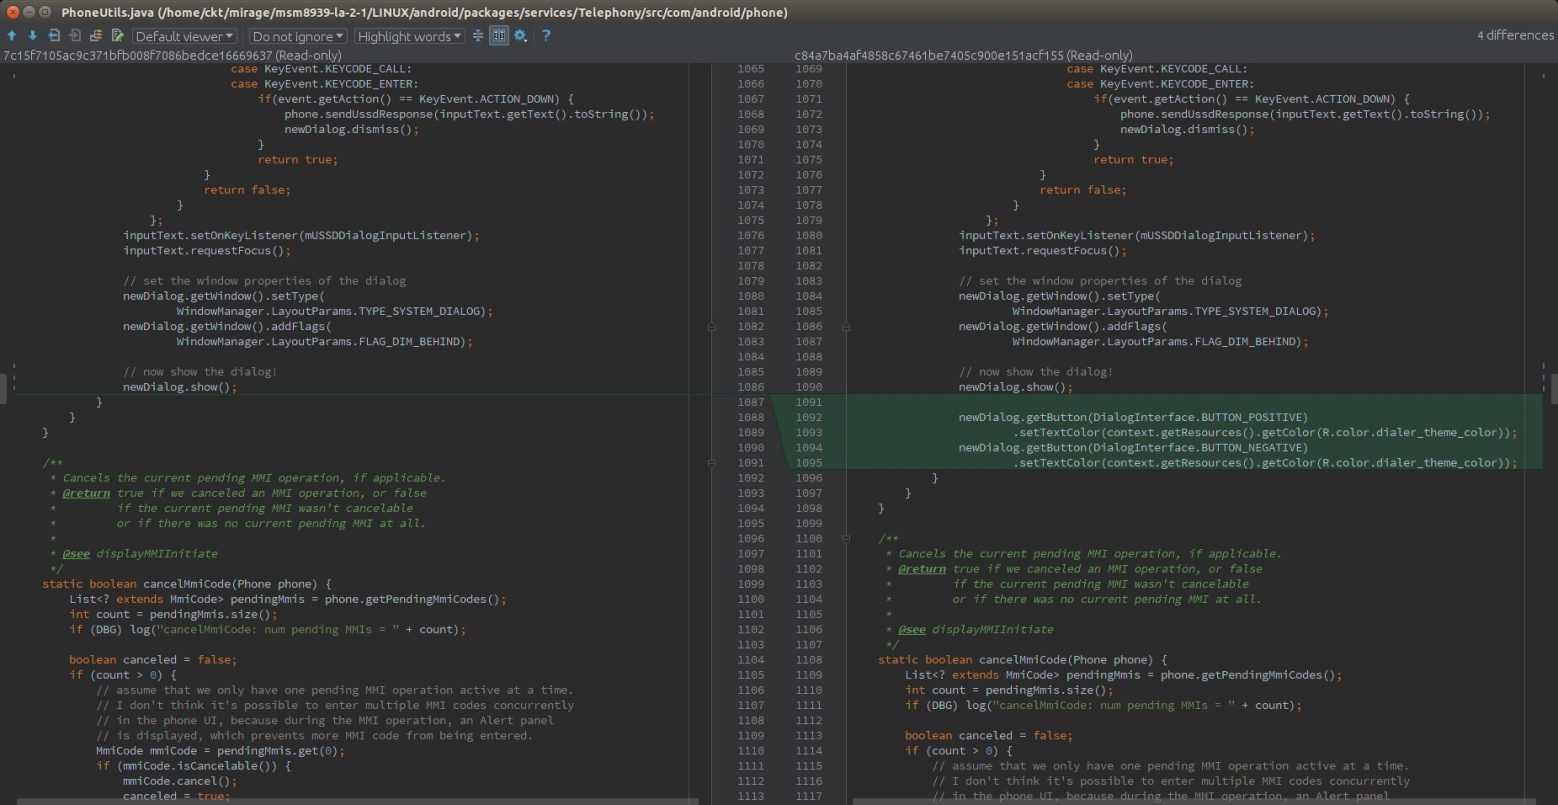 PhoneUtils.java (/home/ckt/mirage/msm8939-la-2-1/LINUX/android/packages/services/Telephony/src/com/android/phone)
Default viewer Do not ignore Highlight words ? 4 differences
7c15f7105ac9c371bfb008f7086bedce16669637 (Read-only)
case KeyEvent.KEYCODE_CALL: 1065
case KeyEvent.KEYCODE_ENTER: 1066
if(event.getAction() == KeyEvent.ACTION_DOWN) { 1067
phone.sendUssdResponse(inputText.getText().toString()); 1068
newDialog.dismiss(); 1069
} 1070
return true; 1071
} 1072
return false; 1073
} 1074
}; 1075
inputText.setOnKeyListener(mUSSDDialogInputListener); 1076
inputText.requestFocus(); 1077
1078
// set the window properties of the dialog 1079
newDialog.getWindow().setType( 1080
WindowManager.LayoutParams.TYPE_SYSTEM_DIALOG); 1081
newDialog.getWindow().addFlags( 1082
WindowManager.LayoutParams.FLAG_DIM_BEHIND); 1083
1084
// now show the dialog! 1085
newDialog.show(); 1086
} 1087
} 1088
} 1089
1090
/** 1091
* Cancels the current pending MMI operation, if applicable. 1092
* @return true if we canceled an MMI operation, or false 1093
* if the current pending MMI wasn't cancelable 1094
* or if there was no current pending MMI at all. 1095
* 1096
* @see displayMMIInitiate 1097
*/ 1098
static boolean cancelMmiCode(Phone phone) { 1099
List<? extends MmiCode> pendingMmis = phone.getPendingMmiCodes(); 1100
int count = pendingMmis.size(); 1101
if (DBG) log("cancelMmiCode: num pending MMIs = " + count); 1102
1103
boolean canceled = false; 1104
if (count > 0) { 1105
// assume that we only have one pending MMI operation active at a time. 1106
// I don't think it's possible to enter multiple MMI codes concurrently 1107
// in the phone UI, because during the MMI operation, an Alert panel 1108
// is displayed, which prevents more MMI code from being entered. 1109
MmiCode mmiCode = pendingMmis.get(0); 1110
if (mmiCode.isCancelable()) { 1111
mmiCode.cancel(); 1112
canceled = true; 1113
c84a7ba4af4858c67461be7405c900e151acf155 (Read-only)
1069 case KeyEvent.KEYCODE_CALL:
1070 case KeyEvent.KEYCODE_ENTER:
1071 if(event.getAction() == KeyEvent.ACTION_DOWN) {
1072 phone.sendUssdResponse(inputText.getText().toString());
1073 newDialog.dismiss();
1074 }
1075 return true;
1076 }
1077 return false;
1078 }
1079 };
1080 inputText.setOnKeyListener(mUSSDDialogInputListener);
1081 inputText.requestFocus();
1082
1083 // set the window properties of the dialog
1084 newDialog.getWindow().setType(
1085 WindowManager.LayoutParams.TYPE_SYSTEM_DIALOG);
1086 newDialog.getWindow().addFlags(
1087 WindowManager.LayoutParams.FLAG_DIM_BEHIND);
1088
1089 // now show the dialog!
1090 newDialog.show();
1091
1092 newDialog.getButton(DialogInterface.BUTTON_POSITIVE)
1093 .setTextColor(context.getResources().getColor(R.color.dialer_theme_color));
1094 newDialog.getButton(DialogInterface.BUTTON_NEGATIVE)
1095 .setTextColor(context.getResources().getColor(R.color.dialer_theme_color));
1096 }
1097 }
1098 }
1099
1100 /**
1101 * Cancels the current pending MMI operation, if applicable.
1102 * @return true if we canceled an MMI operation, or false
1103 * if the current pending MMI wasn't cancelable
1104 * or if there was no current pending MMI at all.
1105 *
1106 * @see displayMMIInitiate
1107 */
1108 static boolean cancelMmiCode(Phone phone) {
1109 List<? extends MmiCode> pendingMmis = phone.getPendingMmiCodes();
1110 int count = pendingMmis.size();
1111 if (DBG) log("cancelMmiCode: num pending MMIs = " + count);
1112
1113 boolean canceled = false;
1114 if (count > 0) {
1115 // assume that we only have one pending MMI operation active at a time.
1116 // I don't think it's possible to enter multiple MMI codes concurrently
1117 // in the phone UI, because during the MMI operation, an Alert panel